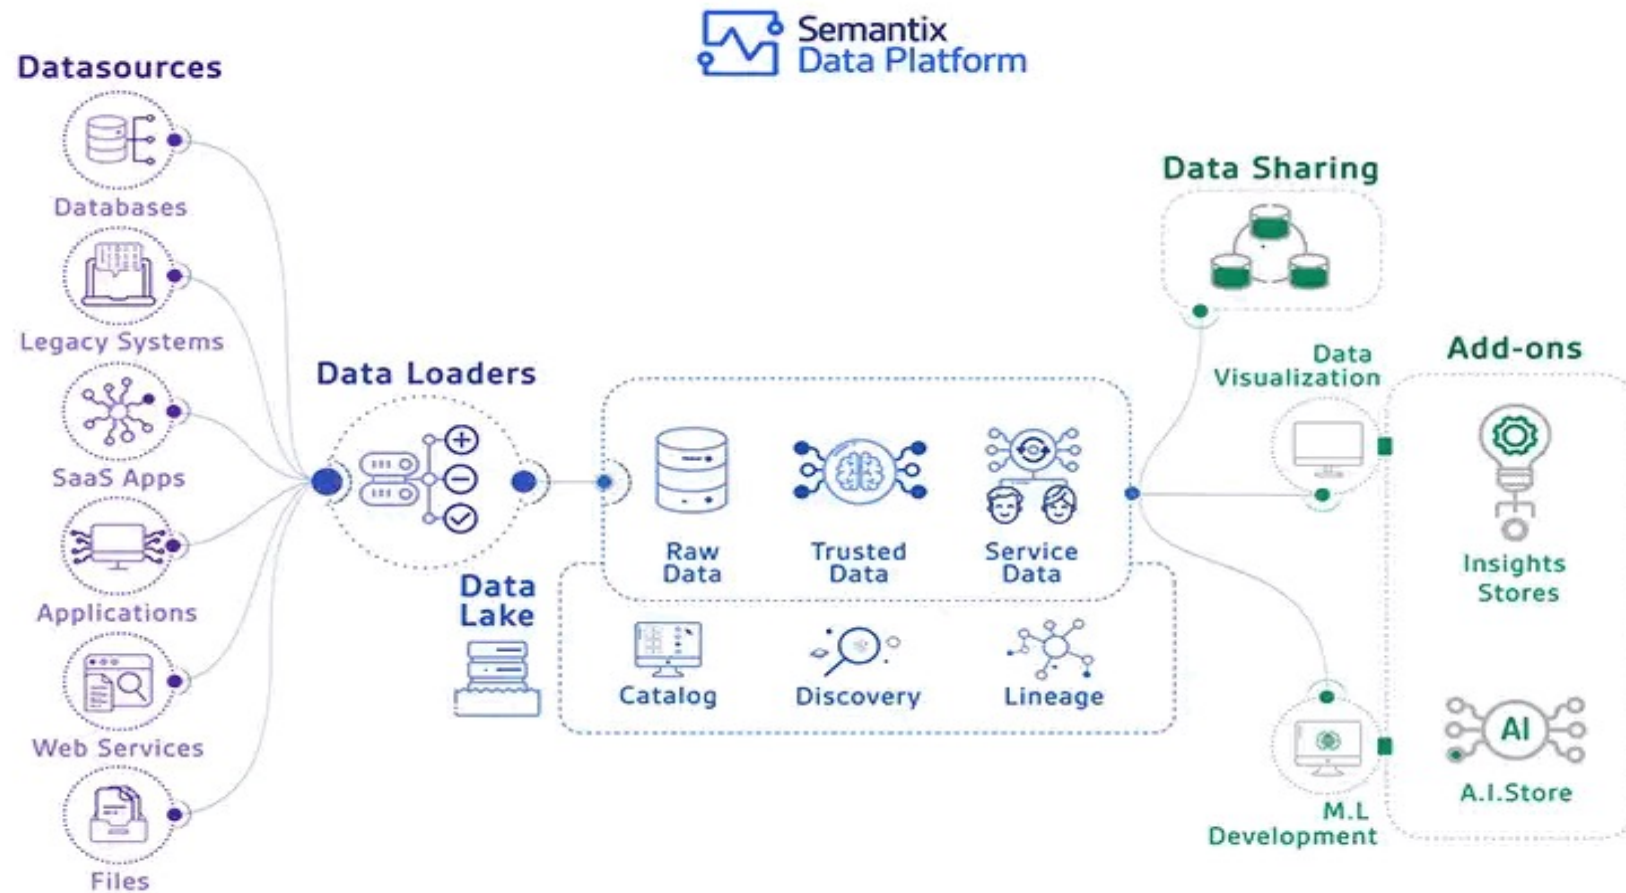 Semantix
Data Platform
Datasources
Databases
Legacy Systems
SaaS Apps
Applications
Web Services
Files
Data Loaders
Data
Lake
Raw
Data
Trusted
Data
Service
Data
Catalog
Discovery
Lineage
Data Sharing
Data
Visualization
M.L
Development
Add-ons
Insights
Stores
AI
A.I.Store